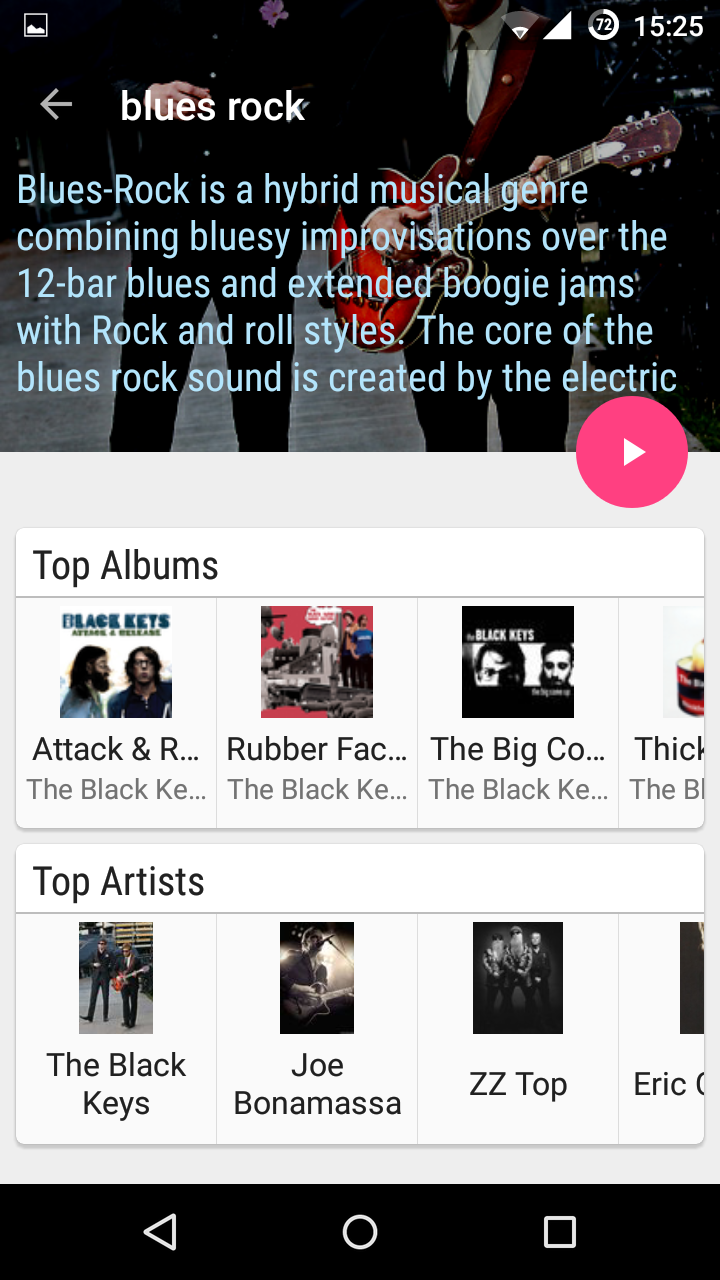 72 15:25
blues rock
Blues-Rock is a hybrid musical genre
combining bluesy improvisations over the
12-bar blues and extended boogie jams
with Rock and roll styles. The core of the
blues rock sound is created by the electric
Top Albums
BLACK KEYS
ATTACK & RELEASE
the BLACK KEYS
the big come up
Attack & R...
Rubber Fac...
The Big Co...
Thick
The Black Ke...
The Black Ke...
The Black Ke...
The Bl
Top Artists
The Black
Keys
Joe
Bonamassa
ZZ Top
Eric C